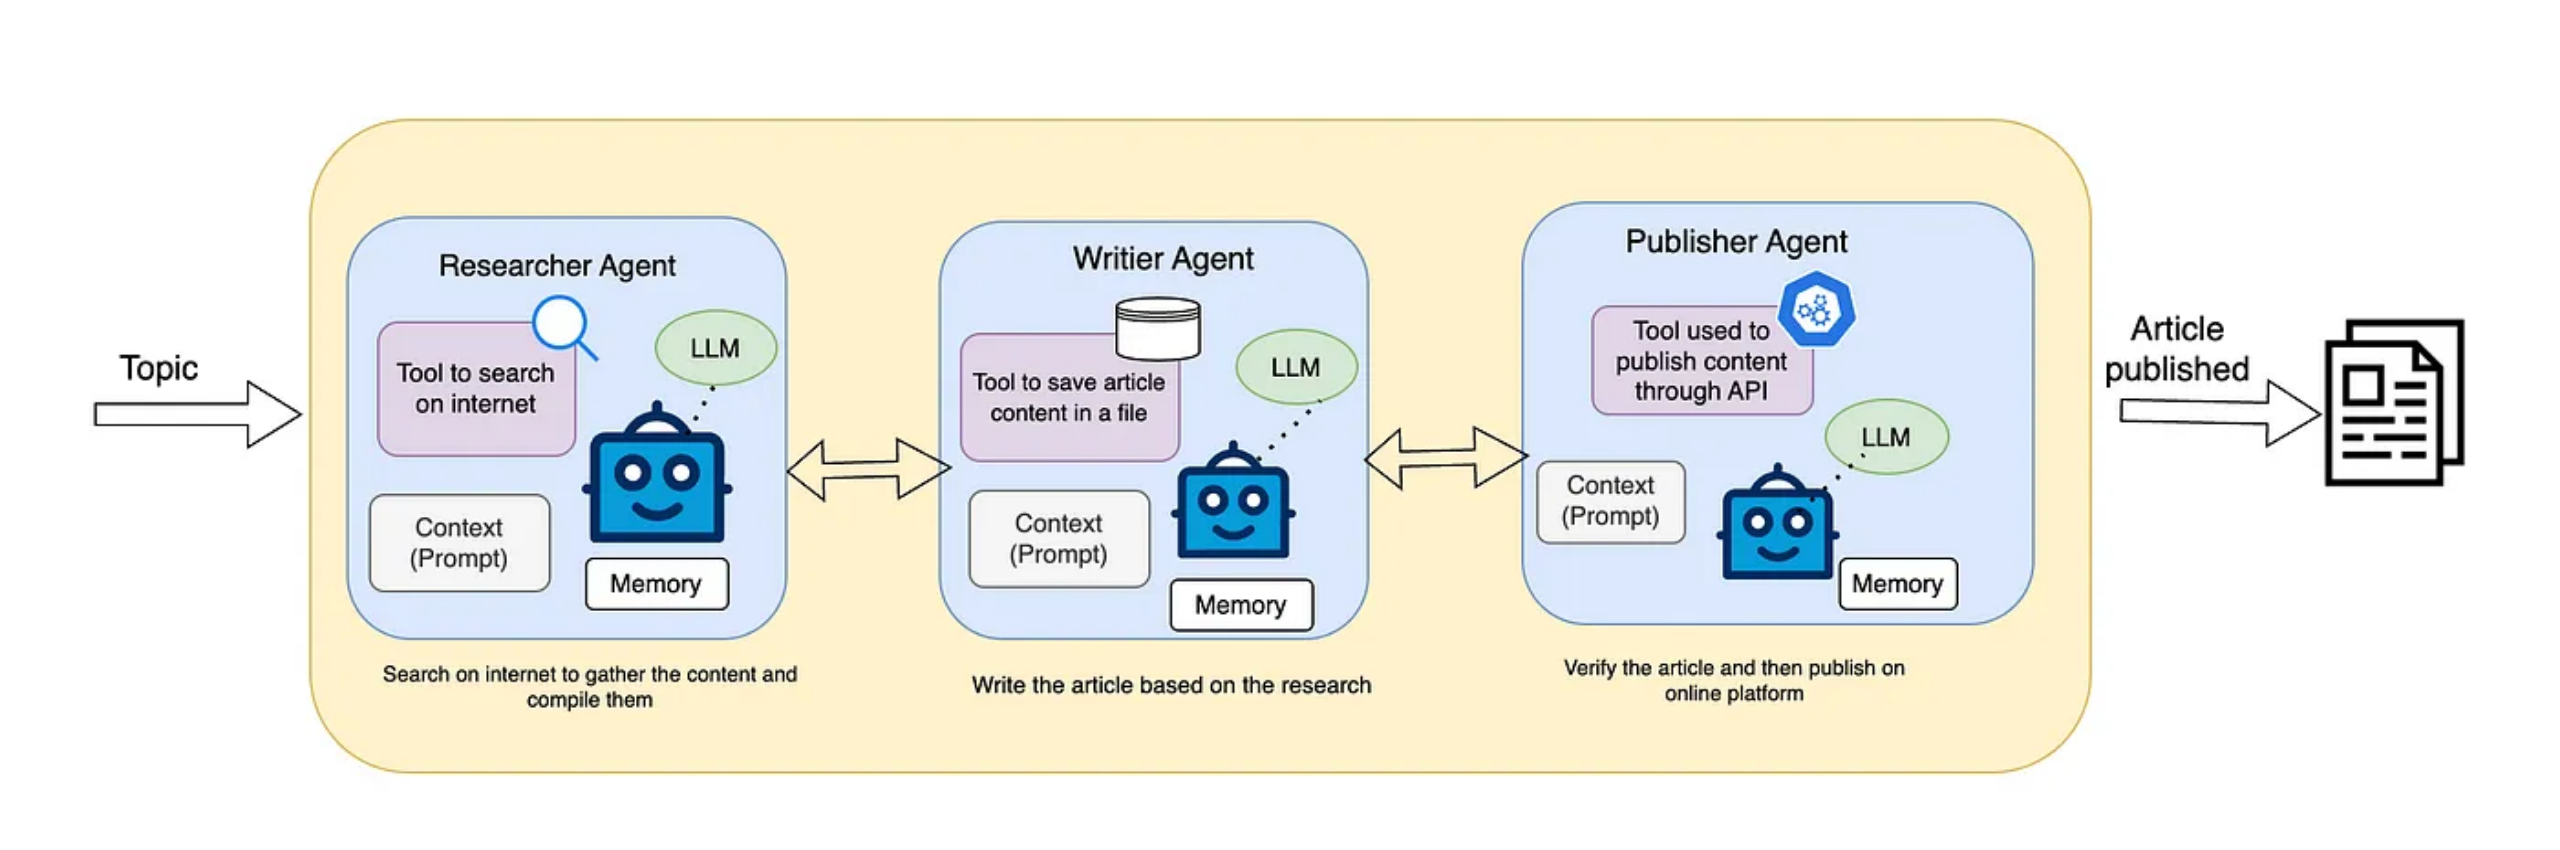 Topic
Researcher Agent
Tool to search
on internet
LLM
Context
(Prompt)
Memory
Search on internet to gather the content and
compile them
Writier Agent
Tool to save article
content in a file
LLM
Context
(Prompt)
Memory
Write the article based on the research
Publisher Agent
Tool used to
publish content
through API
LLM
Context
(Prompt)
Memory
Verify the article and then publish on
online platform
Article
published